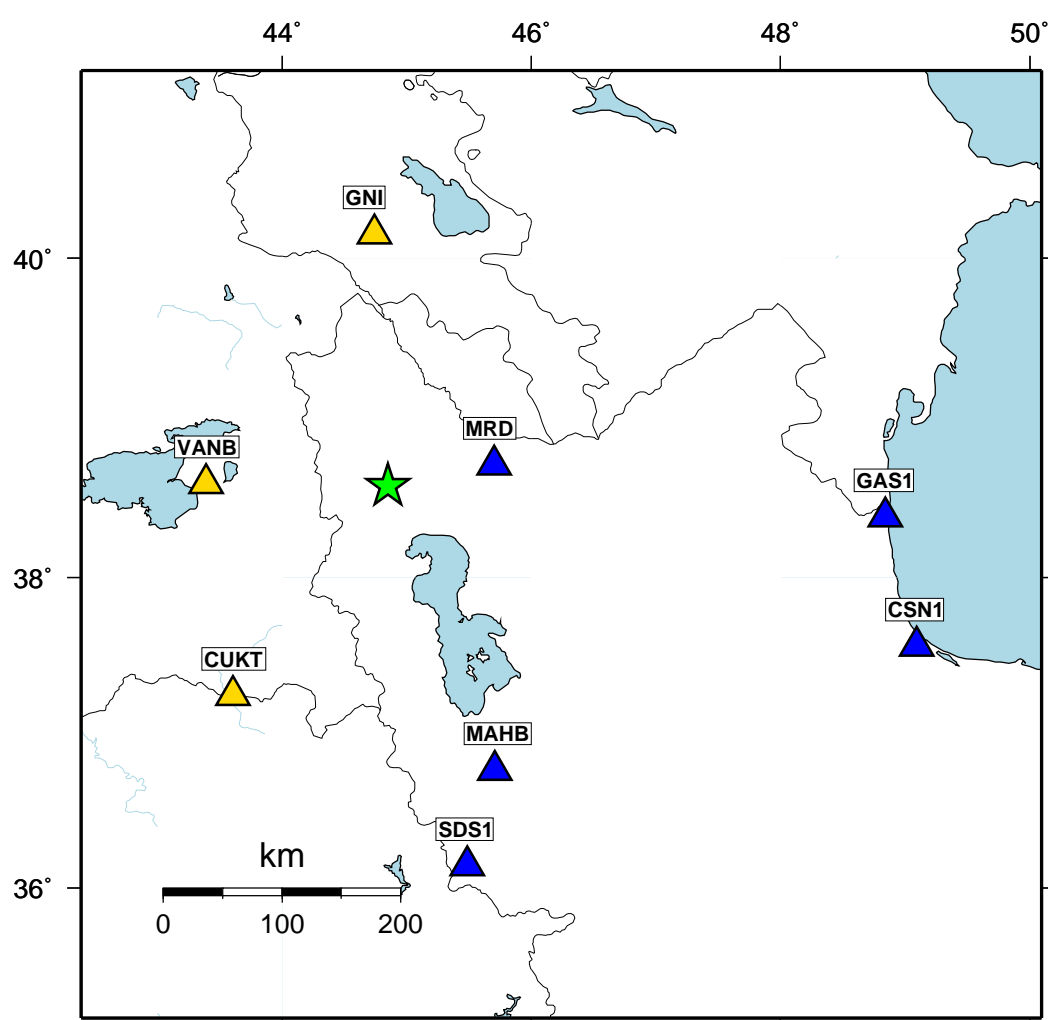 44° 46° 48° 50°
GNI
40°
MRD
VANB
GAS1
38°
CSN1
CUKT
MAHB
SDS1
km
36°
0 100 200